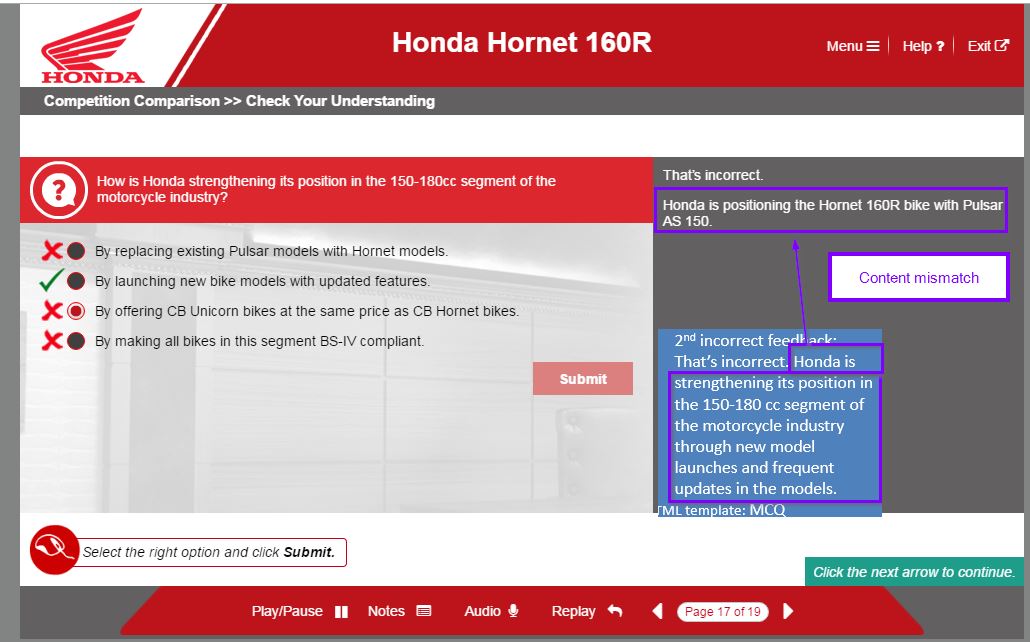 HONDA
Honda Hornet 160R
Menu
Help ?
Exit
Competition Comparison >> Check Your Understanding
?
How is Honda strengthening its position in the 150-180cc segment of the
motorcycle industry?
By replacing existing Pulsar models with Hornet models.
By launching new bike models with updated features.
By offering CB Unicorn bikes at the same price as CB Hornet bikes.
By making all bikes in this segment BS-IV compliant.
Submit
That's incorrect.
Honda is positioning the Hornet 160R bike with Pulsar
AS 150.
Content mismatch
2nd incorrect feedback:
That's incorrect. Honda is
strengthening its position in
the 150-180 cc segment of
the motorcycle industry
through new model
launches and frequent
updates in the models.
TML template: MCQ
Select the right option and click Submit.
Click the next arrow to continue.
Play/Pause
Notes
Audio
Replay
Page 17 of 19